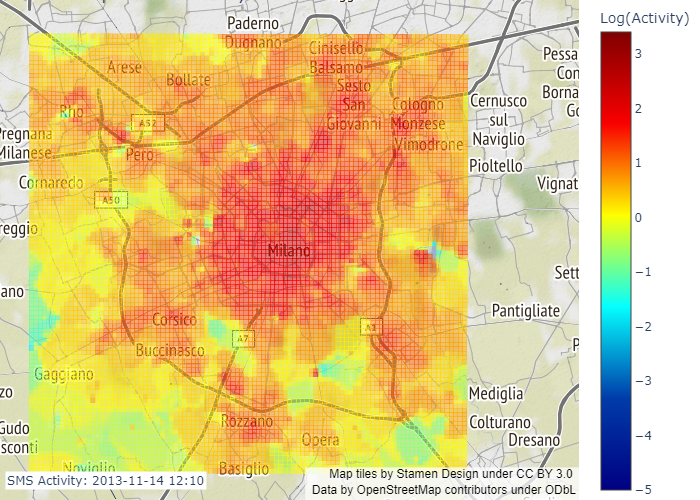 Paderno
Dugnano
Cinisello
Balsamo
Arese
Bollate
Sesto
San
Giovanni
Rho
Cologno
Monzese
Pessa
Con
Borna
Go
Cernusco
sul
Naviglio
A52
Pregnana
Milanese
Pero
Vimodrone
Pioltello
Cornaredo
Vignat
A50
reggio
Milano
Sett
ano
Pantigliate
Corsico
A7
A1
Buccinasco
P
Gaggiano
zo
Mediglia
Gudo
sconti
Rozzano
Colturano
Dresano
Opera
Noviglio
Basiglio
SMS Activity: 2013-11-14 12:10
Map tiles by Stamen Design under CC BY 3.0
Data by OpenStreetMap contributors under ODbL
Log(Activity)
3
2
1
0
−1
−2
−3
−4
−5